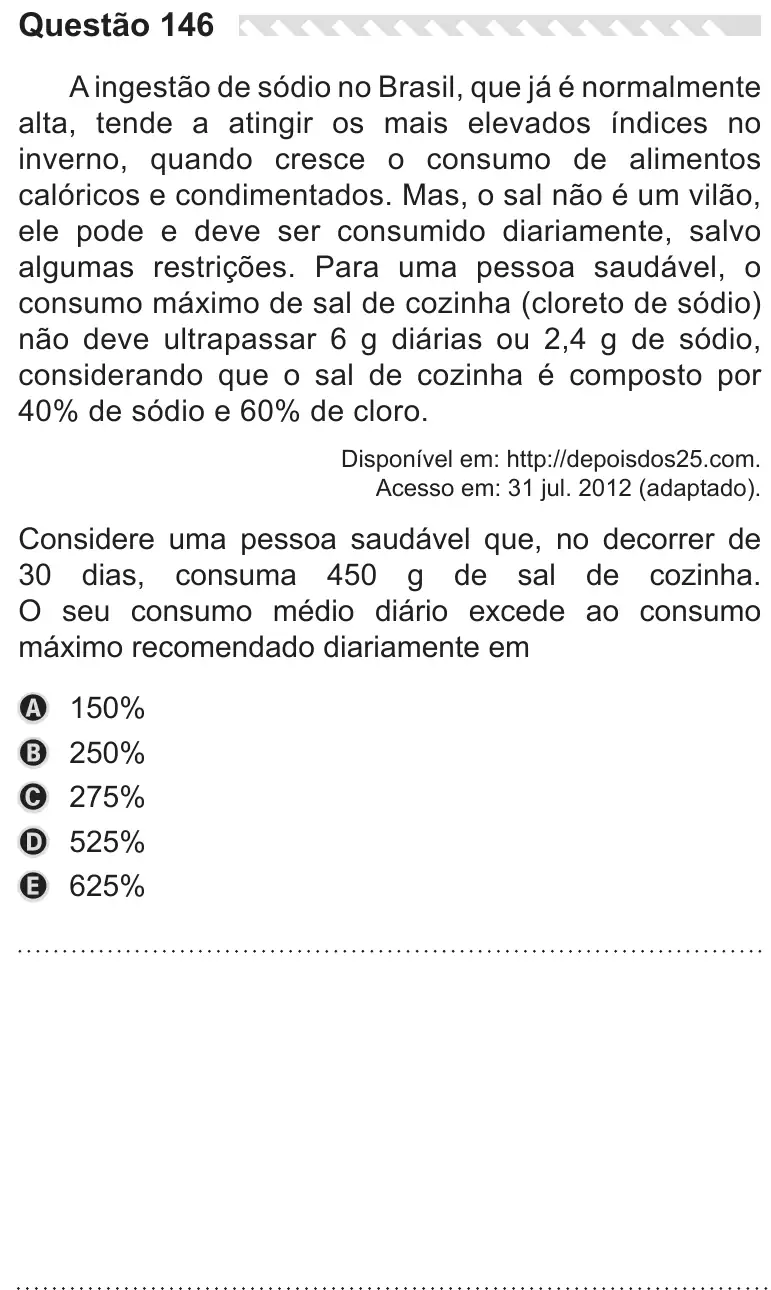 Questão 146
A ingestão de sódio no Brasil, que já é normalmente
alta, tende a atingir os mais elevados índices no
inverno, quando cresce o consumo de alimentos
calóricos e condimentados. Mas, o sal não é um vilão,
ele pode e deve ser consumido diariamente, salvo
algumas restrições. Para uma pessoa saudável, o
consumo máximo de sal de cozinha (cloreto de sódio)
não deve ultrapassar 6 g diárias ou 2,4 g de sódio,
considerando que o sal de cozinha é composto por
40% de sódio e 60% de cloro.
Disponível em: http://depoisdos25.com.
Acesso em: 31 jul. 2012 (adaptado).
Considere uma pessoa saudável que, no decorrer de
30 dias, consuma 450 g de sal de cozinha.
O seu consumo médio diário excede ao consumo
máximo recomendado diariamente em
A 150%
B 250%
C 275%
D 525%
E 625%